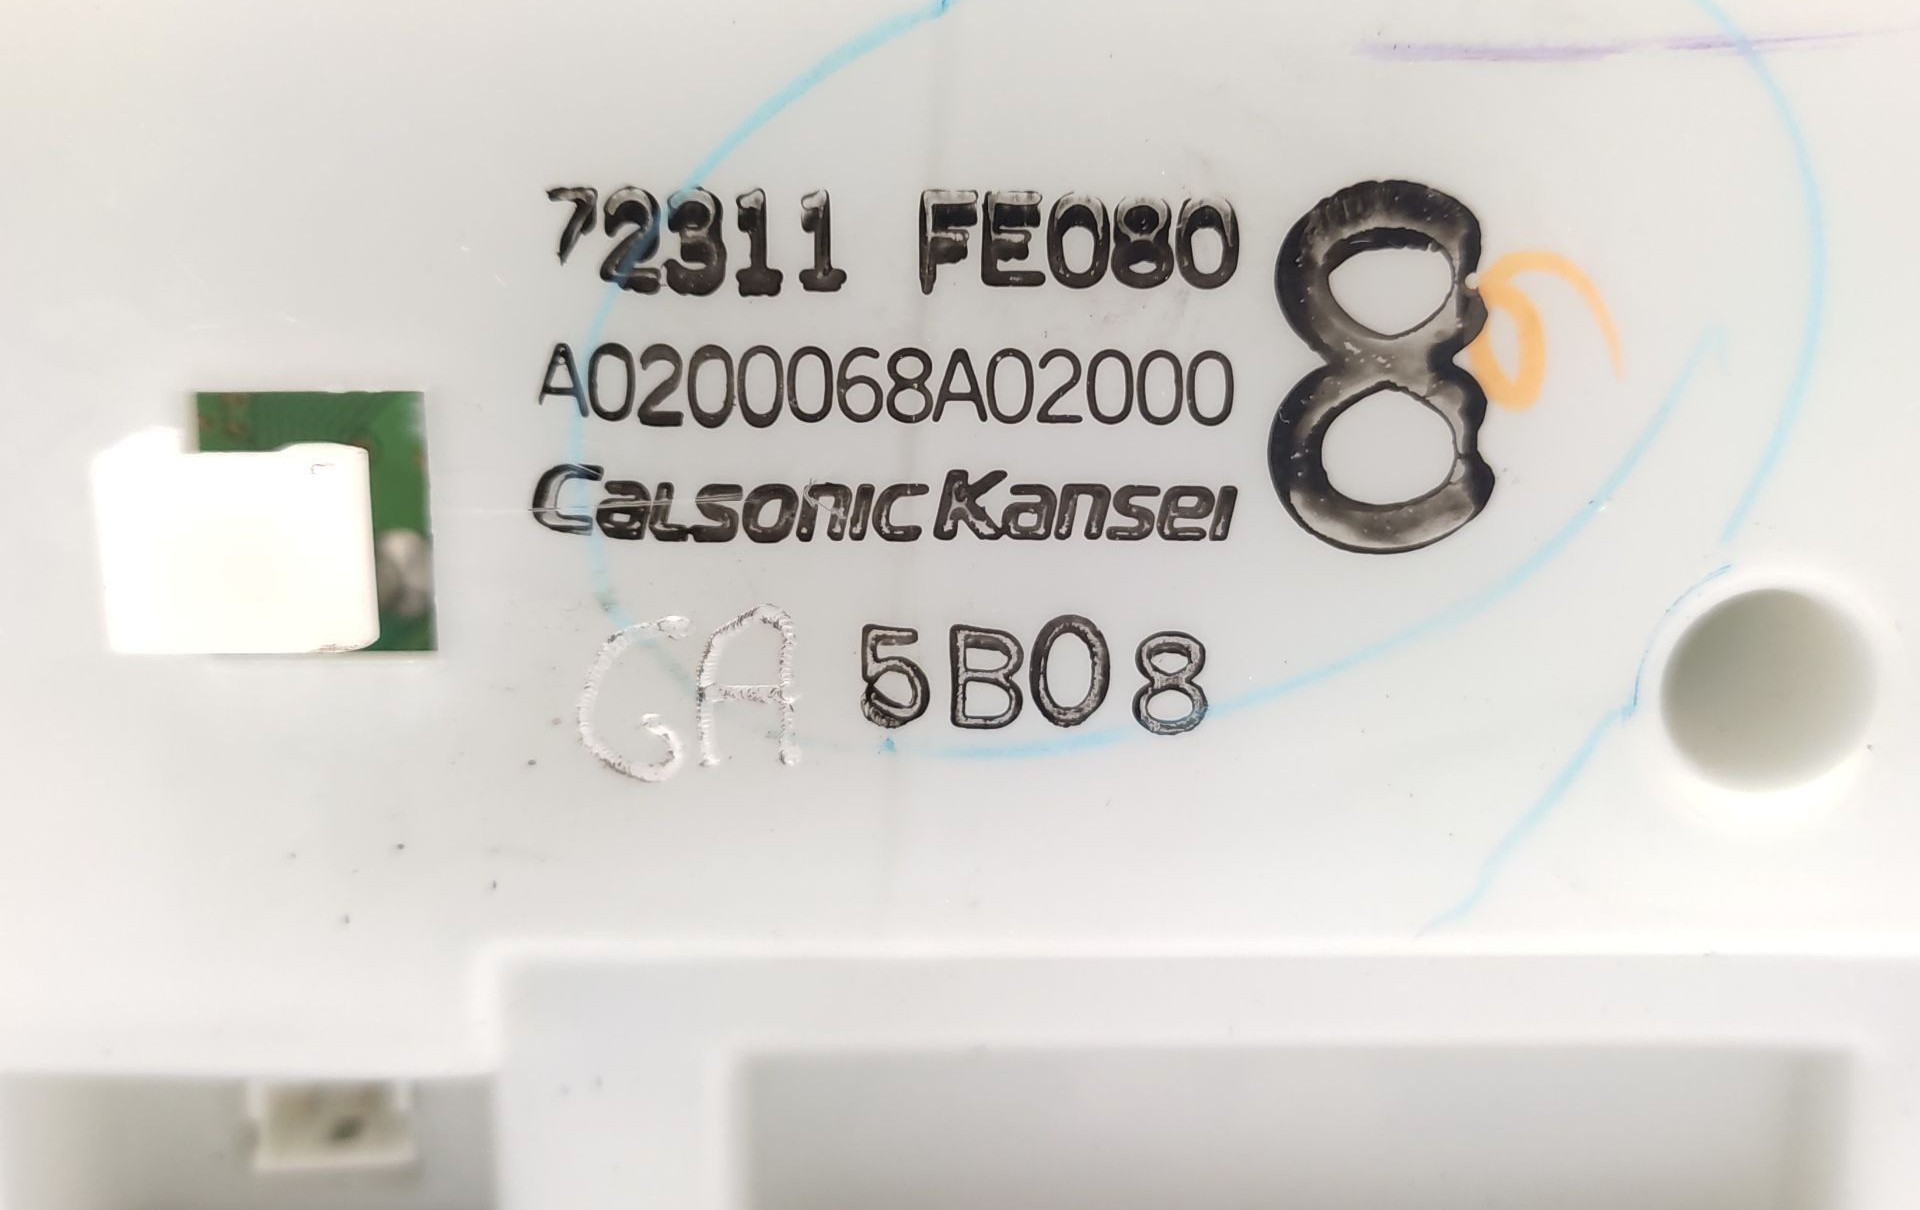 72311 FE080 8
A0200068A02000
CalsonicKansei
GA 5B08